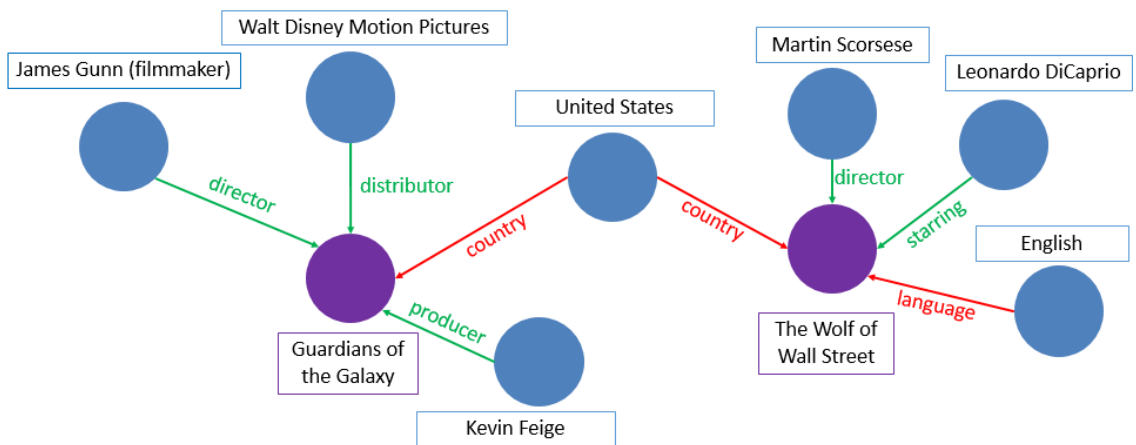 Walt Disney Motion Pictures
Martin Scorsese
James Gunn (filmmaker)
Leonardo DiCaprio
United States
director
distributor
country
country
director
starring
English
producer
language
Guardians of
the Galaxy
The Wolf of
Wall Street
Kevin Feige